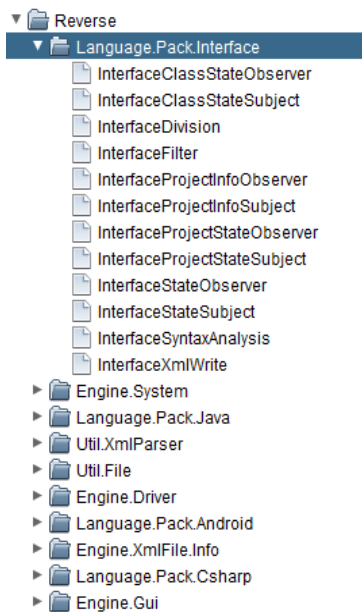 Reverse
Language.Pack.Interface
InterfaceClassStateObserver
InterfaceClassStateSubject
InterfaceDivision
InterfaceFilter
InterfaceProjectInfoObserver
InterfaceProjectInfoSubject
InterfaceProjectStateObserver
InterfaceProjectStateSubject
InterfaceStateObserver
InterfaceStateSubject
InterfaceSyntaxAnalysis
InterfaceXmlWrite
Engine.System
Language.Pack.Java
Util.XmlParser
Util.File
Engine.Driver
Language.Pack.Android
Engine.XmlFile.Info
Language.Pack.Csharp
Engine.Gui